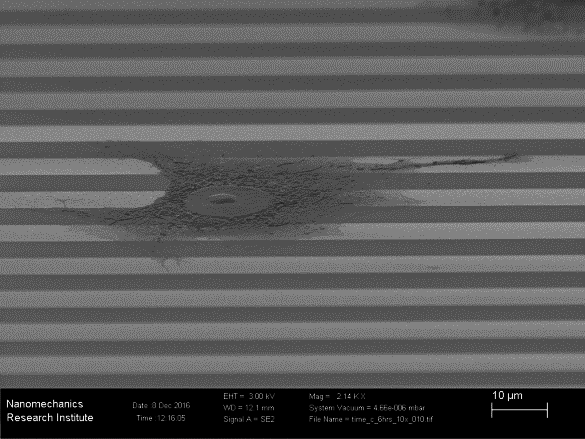 Nanomechanics
Research Institute
Date :8 Dec 2016
Time :12:16:05
EHT = 3.00 kV
WD = 12.1 mm
Signal A = SE2
Mag = 2.14 K X
System Vacuum = 4.66e-006 mbar
File Name = time_c_6hrs_10x_010.tif
10 µm